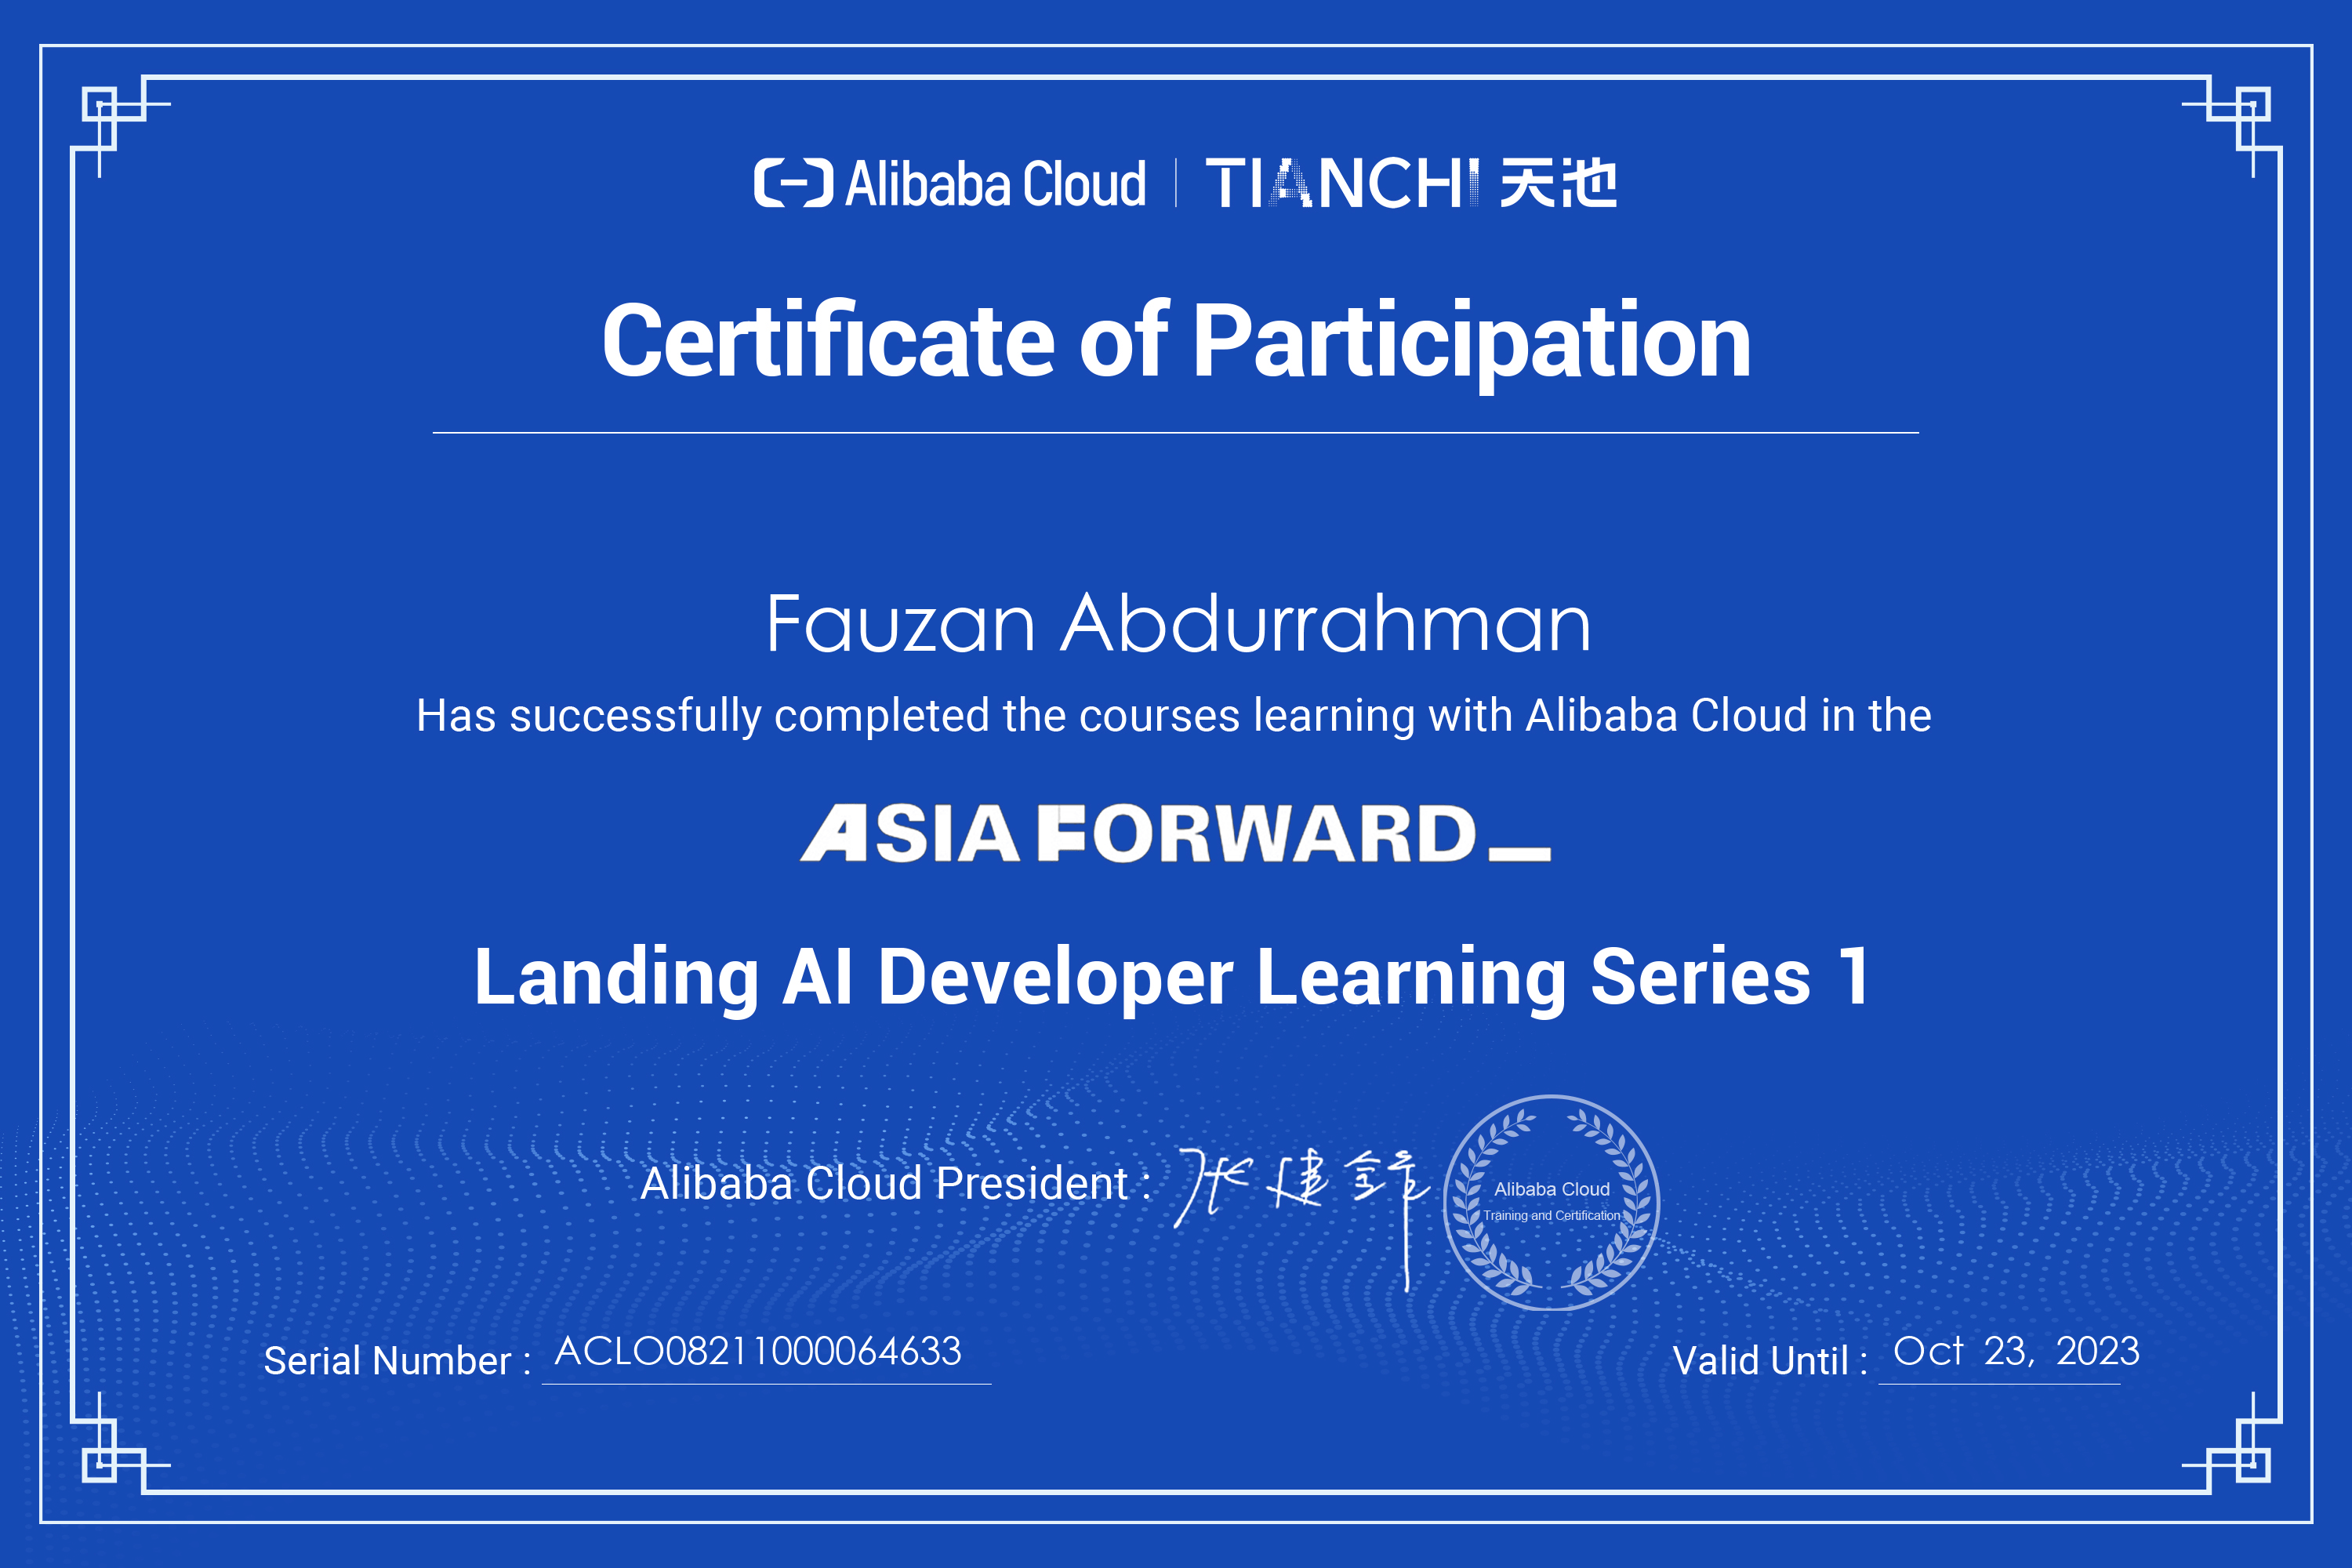 Alibaba Cloud | TIANCHI 天池
Certificate of Participation
Fauzan Abdurrahman
Has successfully completed the courses learning with Alibaba Cloud in the
ASIA FORWARD_
Landing AI Developer Learning Series 1
Alibaba Cloud President : 张建锋
Alibaba Cloud
Training and Certification
Serial Number : ACLO08211000064633
Valid Until : Oct 23, 2023